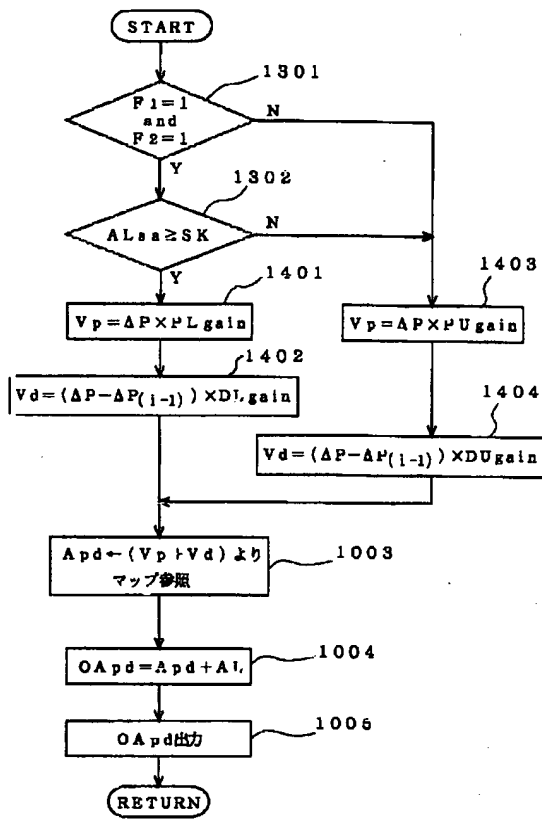 START
1301
F1=1
and
F2=1
N
Y
1302
ALsa≥SK
N
Y
1401
Vp=ΔP×PLgain
1403
Vp=ΔP×PUgain
1402
Vd=(ΔP−ΔP(i-1))×DLgain
1404
Vd=(ΔP−ΔP(i-1))×DUgain
Apd←(Vp+Vd)より
マップ参照
1003
OApd=Apd+AL
1004
OApd出力
1005
RETURN